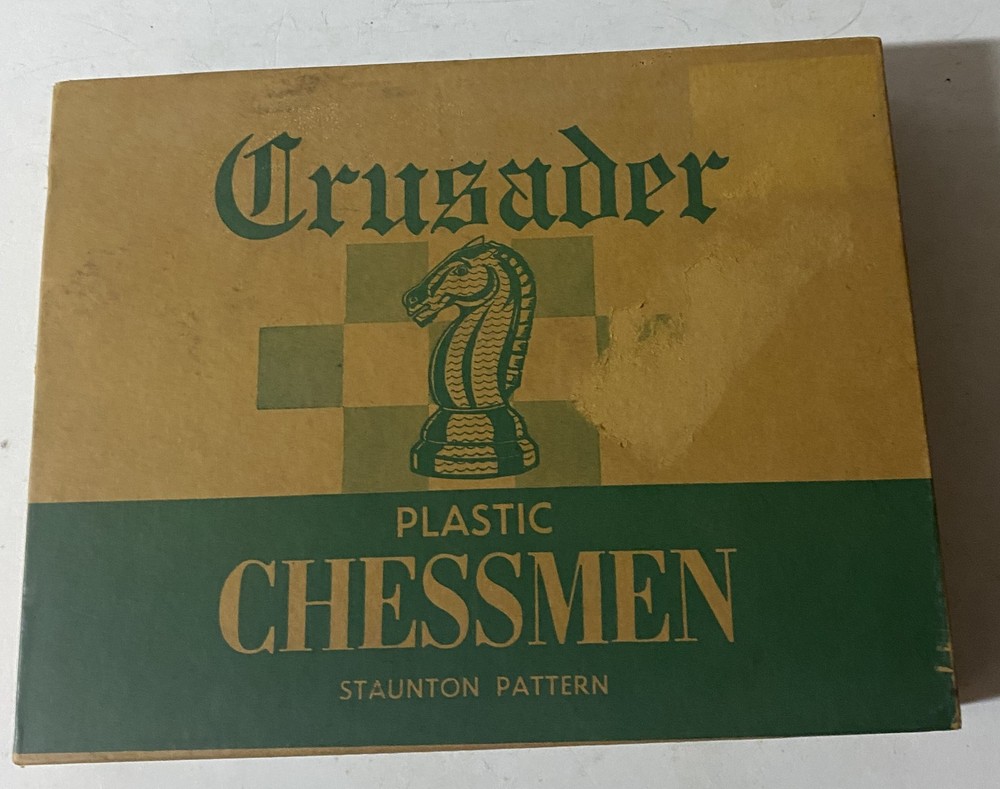 Crusader
PLASTIC
CHESSMEN
STAUNTON PATTERN